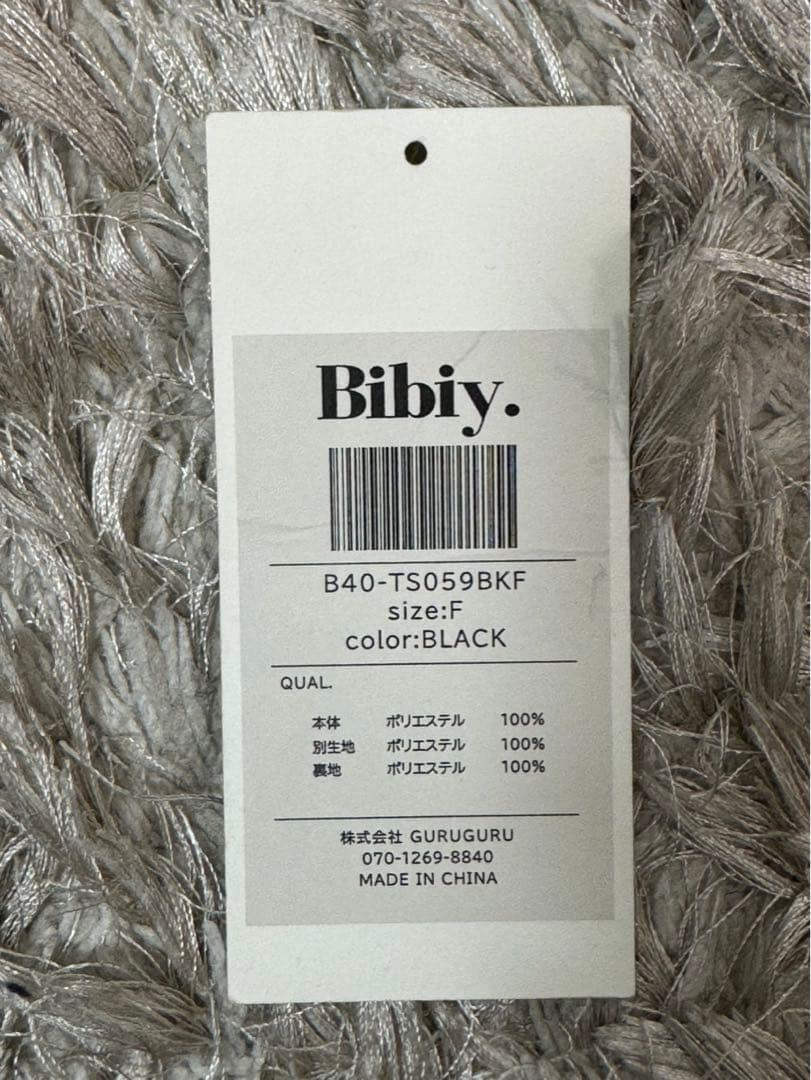 Bibiy.
B40-TS059BKF
size:F
color:BLACK
QUAL.
本体 ポリエステル 100%
別生地 ポリエステル 100%
裏地 ポリエステル 100%
株式会社 GURUGURU
070-1269-8840
MADE IN CHINA